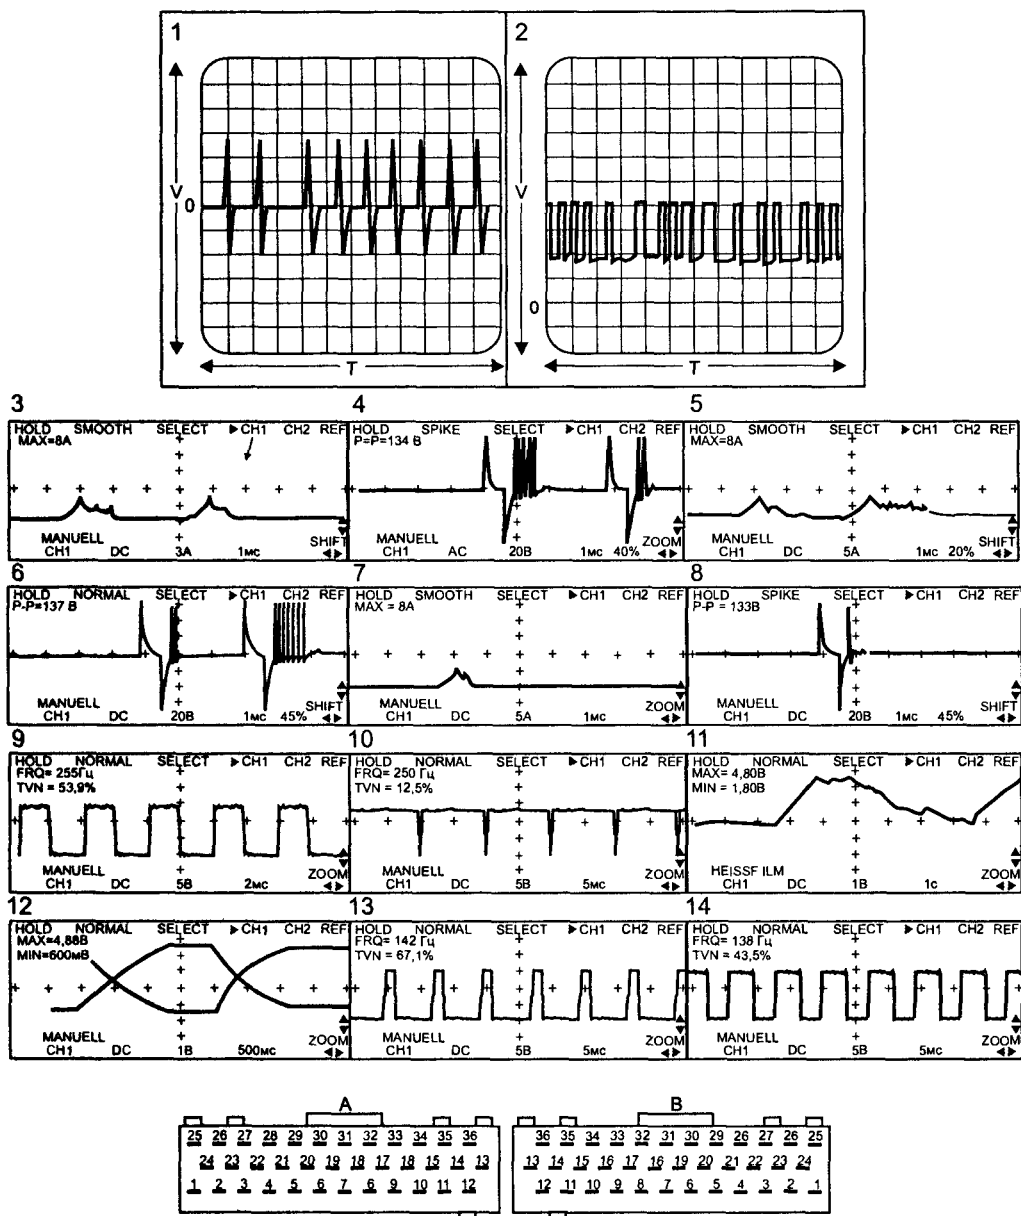 1
2
V
0
T
V
0
T
3
4
5
HOLD SMOOTH SELECT ▶CH1 CH2 REF
MAX=8A
MANUELL
SHIFT
CH1 DC 3A 1мс
HOLD SPIKE SELECT ▶CH1 CH2 REF
P=P=134 В
MANUELL
ZOOM
CH1 AC 20В 1мс 40%
HOLD SMOOTH SELECT ▶CH1 CH2 REF
MAX=8A
MANUELL
SHIFT
CH1 DC 5A 1мс 20%
6
7
8
HOLD NORMAL SELECT ▶CH1 CH2 REF
P-P=137 В
MANUELL
SHIFT
CH1 DC 20В 1мс 45%
HOLD SMOOTH SELECT ▶CH1 CH2 REF
MAX = 8A
MANUELL
ZOOM
CH1 DC 5A 1мс
HOLD SPIKE SELECT ▶CH1 CH2 REF
P-P = 133В
MANUELL
SHIFT
CH1 DC 20В 1мс 45%
9
10
11
HOLD NORMAL SELECT ▶CH1 CH2 REF
FRQ= 255Гц
TVN = 53,9%
MANUELL
ZOOM
CH1 DC 5В 2мс
HOLD NORMAL SELECT ▶CH1 CH2 REF
FRQ= 250 Гц
TVN = 12,5%
MANUELL
ZOOM
CH1 DC 5В 5мс
HOLD NORMAL SELECT ▶CH1 CH2 REF
MAX = 4,80В
MIN = 1,80В
HEISSF ILM
ZOOM
CH1 DC 1В 1с
12
13
14
HOLD NORMAL SELECT ▶CH1 CH2 REF
MAX=4,88В
MIN=600мВ
MANUELL
ZOOM
CH1 DC 1В 500мс
HOLD NORMAL SELECT ▶CH1 CH2 REF
FRQ= 142 Гц
TVN = 67,1%
MANUELL
ZOOM
CH1 DC 5В 5мс
HOLD NORMAL SELECT ▶CH1 CH2 REF
FRQ= 138 Гц
TVN = 43,5%
MANUELL
ZOOM
CH1 DC 5В 5мс
A
25 26 27 28 29 30 31 32 33 34 35 36
24 23 22 21 20 19 18 17 18 15 14 13
1 2 3 4 5 6 7 6 9 10 11 12
B
36 35 34 33 32 31 30 29 26 27 26 25
13 14 15 16 17 16 19 20 21 22 23 24
12 11 10 9 8 7 6 5 4 3 2 1